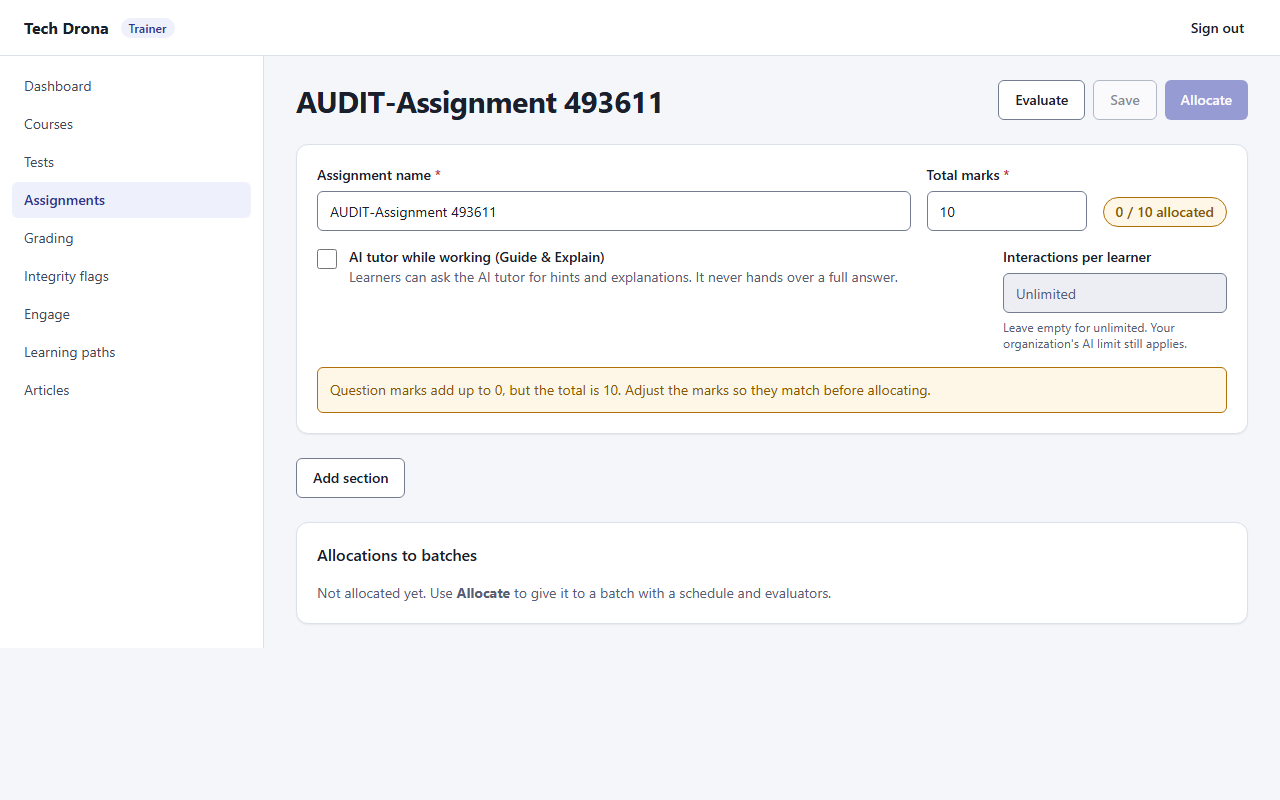 Tech Drona
Trainer
Sign out
Dashboard
Courses
Tests
Assignments
Grading
Integrity flags
Engage
Learning paths
Articles
AUDIT-Assignment 493611
Evaluate
Save
Allocate
Assignment name *
Total marks *
AUDIT-Assignment 493611
10
0 / 10 allocated
AI tutor while working (Guide & Explain)
Learners can ask the AI tutor for hints and explanations. It never hands over a full answer.
Interactions per learner
Unlimited
Leave empty for unlimited. Your
organization's AI limit still applies.
Question marks add up to 0, but the total is 10. Adjust the marks so they match before allocating.
Add section
Allocations to batches
Not allocated yet. Use Allocate to give it to a batch with a schedule and evaluators.